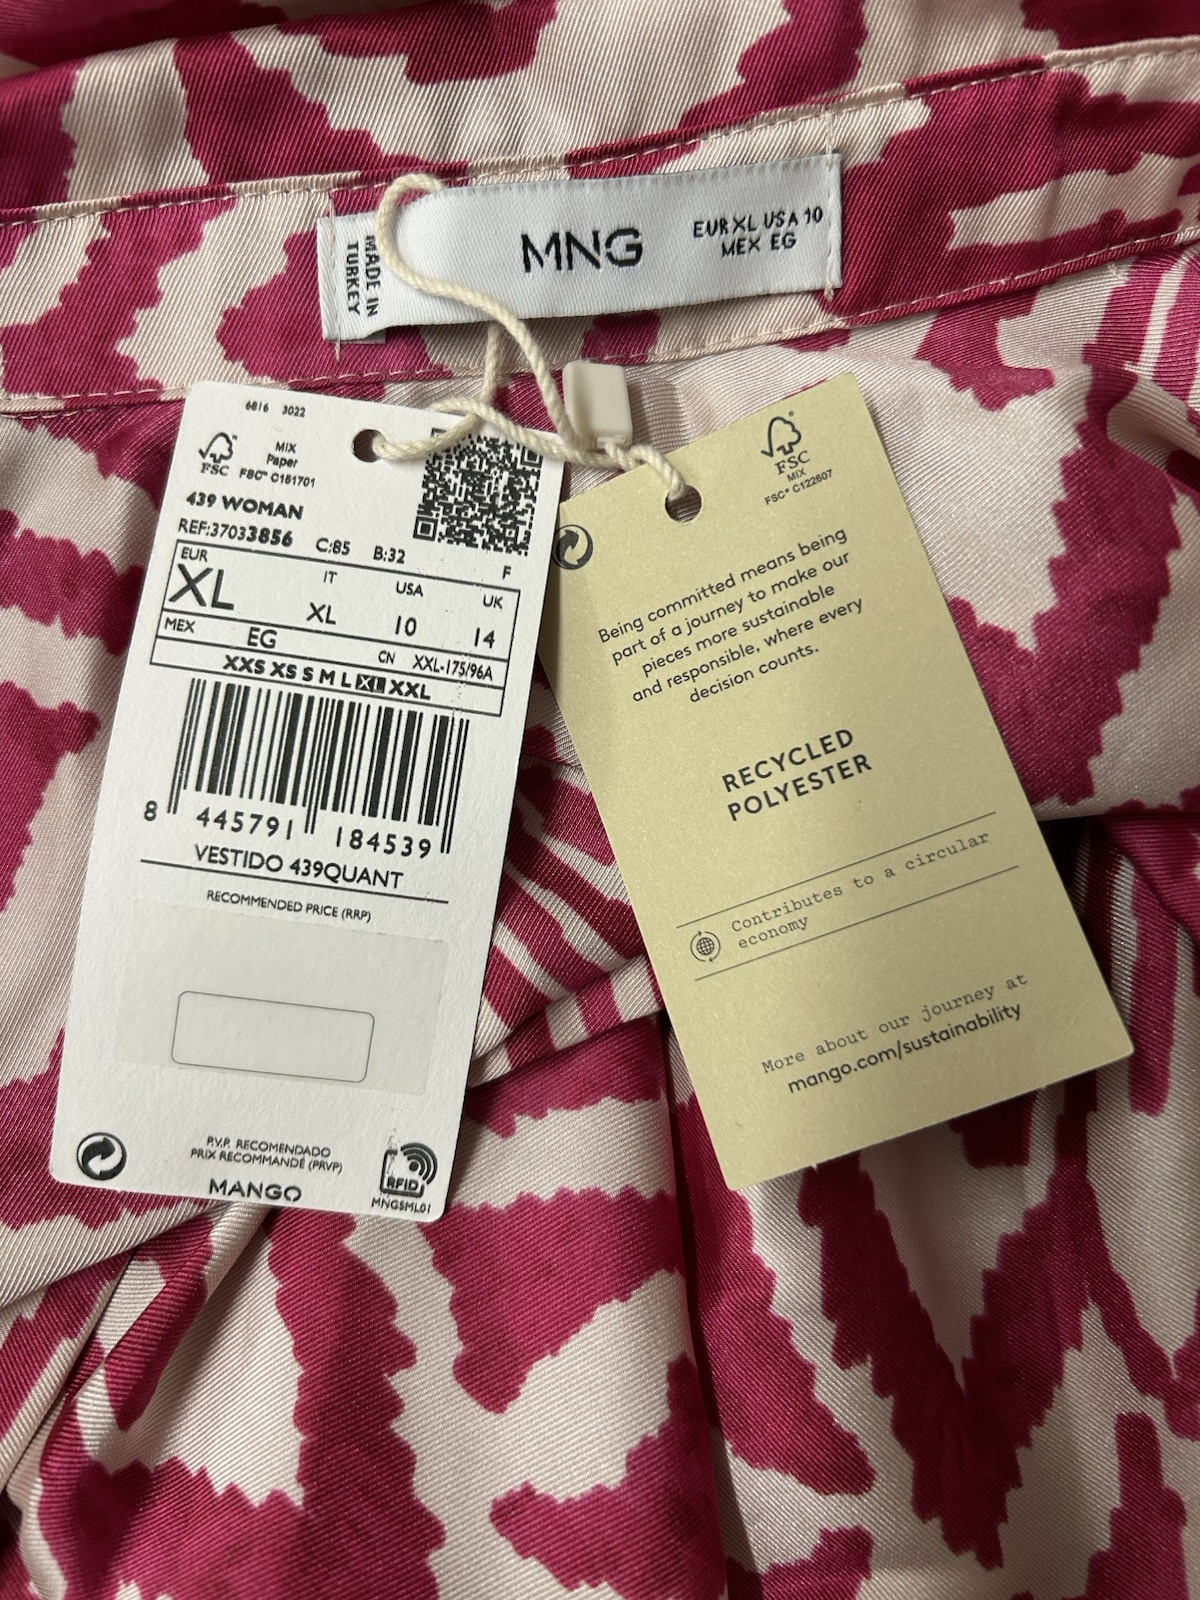 MADE IN
TURKEY
MNG
EUR XL USA 10
MEX EG
6816 3022
FSC
MIX
Paper
FSC™ C151701
439 WOMAN
REF:37033856 C:85 B:32
F
EUR IT USA UK
XL XL 10 14
MEX EG CN XXL-175/96A
XXS XS S M L XL XXL
8 445791 184539
VESTIDO 439QUANT
RECOMMENDED PRICE (RRP)
P.V.P. RECOMENDADO
PRIX RECOMMANDÉ (PRVP)
MANGO
RFID
MNGSML01
FSC
MIX
FSC® C122607
Being committed means being
part of a journey to make our
pieces more sustainable
and responsible, where every
decision counts.
RECYCLED
POLYESTER
Contributes to a circular
economy
More about our journey at
mango.com/sustainability